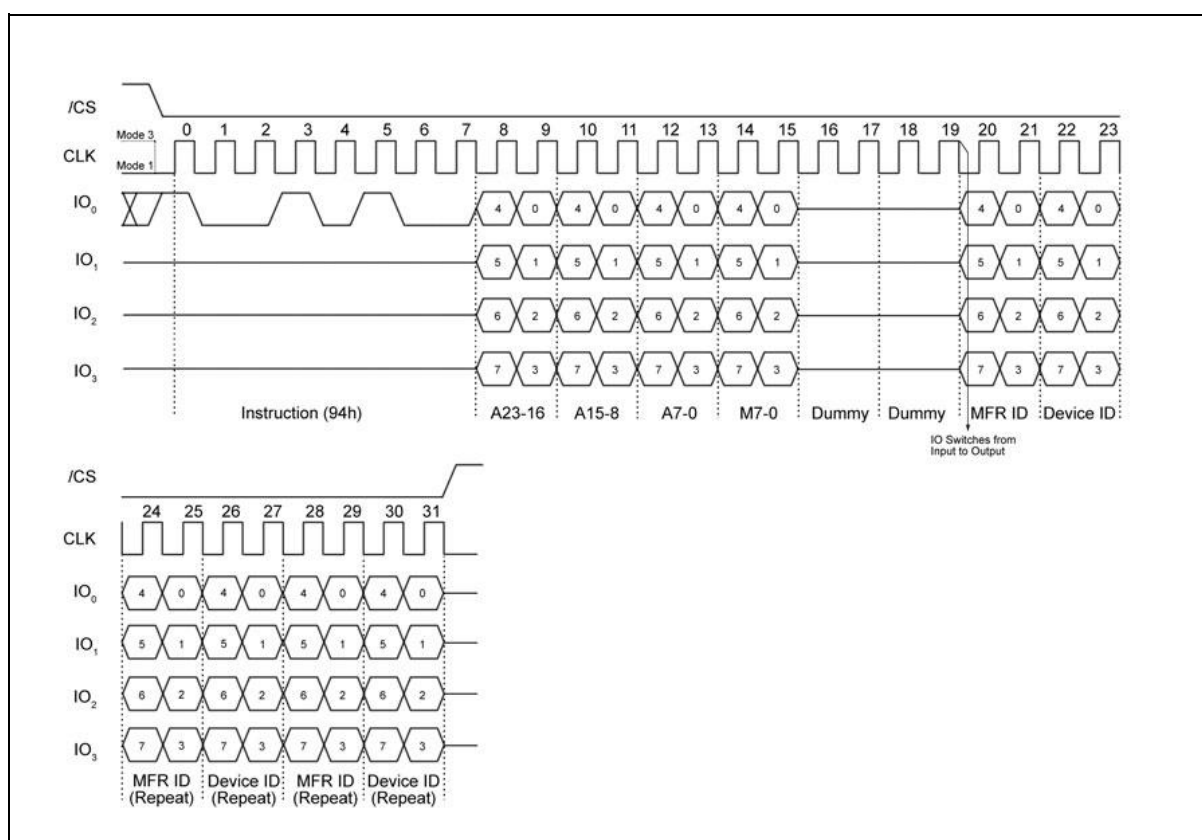 /CS
Mode 3
0 1 2 3 4 5 6 7 8 9 10 11 12 13 14 15 16 17 18 19 20 21 22 23
CLK
Mode 1
IO0 4 0 4 0 4 0 4 0 4 0 4 0
IO1 5 1 5 1 5 1 5 1 5 1 5 1
IO2 6 2 6 2 6 2 6 2 6 2 6 2
IO3 7 3 7 3 7 3 7 3 7 3 7 3
Instruction (94h) A23-16 A15-8 A7-0 M7-0 Dummy Dummy MFR ID Device ID
IO Switches from
Input to Output
/CS
24 25 26 27 28 29 30 31
CLK
IO0 4 0 4 0 4 0 4 0
IO1 5 1 5 1 5 1 5 1
IO2 6 2 6 2 6 2 6 2
IO3 7 3 7 3 7 3 7 3
MFR ID Device ID MFR ID Device ID
(Repeat) (Repeat) (Repeat) (Repeat)